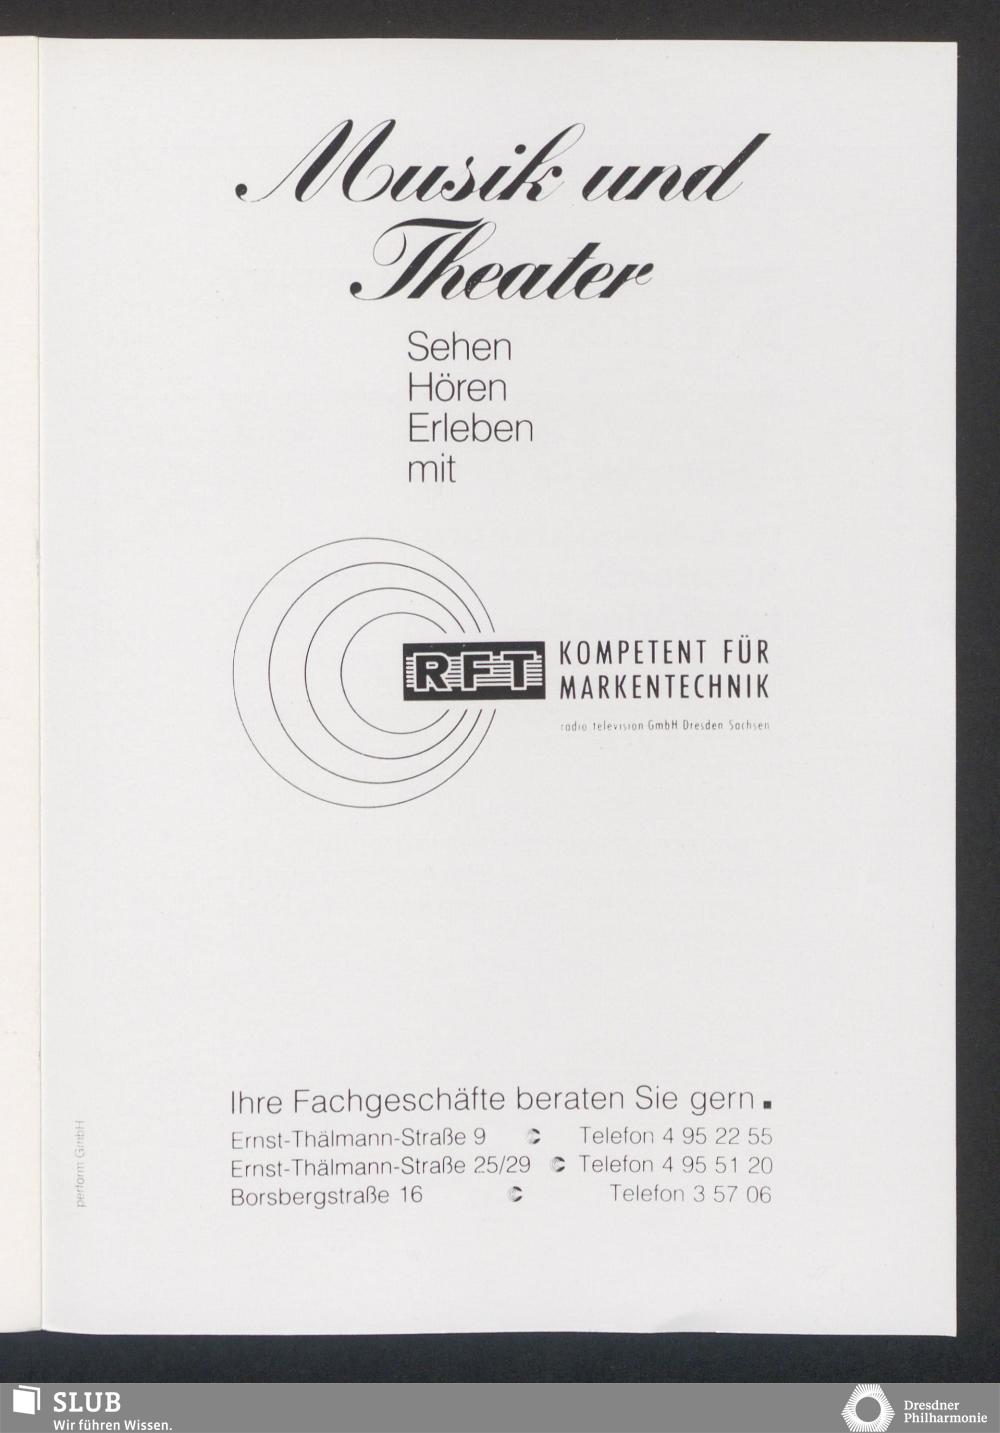 Musik und
Theater
Sehen
Hören
Erleben
mit
RFT
KOMPETENT FÜR
MARKENTECHNIK
radio television GmbH Dresden Sachsen
Ihre Fachgeschäfte beraten Sie gern.
Ernst-Thälmann-Straße 9 Telefon 4 95 22 55
Ernst-Thälmann-Straße 25/29 Telefon 4 95 51 20
Borsbergstraße 16 Telefon 3 57 06
perform GmbH
SLUB
Wir führen Wissen.
Dresdner
Philharmonie